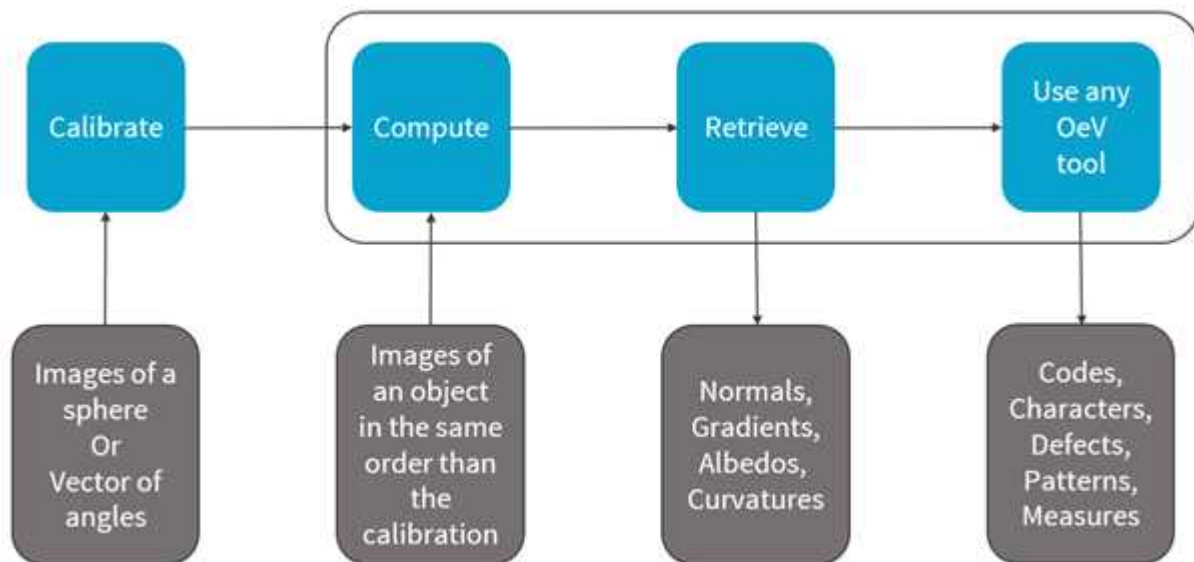 Calibrate
Compute
Retrieve
Use any
OeV
tool
Images of a
sphere
Or
Vector of
angles
Images of
an object
in the same
order than
the
calibration
Normals,
Gradients,
Albedos,
Curvatures
Codes,
Characters,
Defects,
Patterns,
Measures